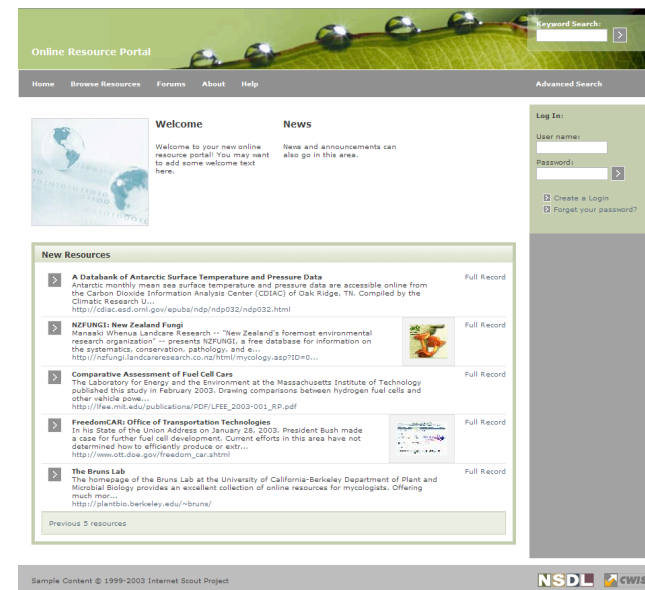 Online Resource Portal
Keyword Search:
Home Browse Resources Forums About Help
Advanced Search
Welcome
Welcome to your new online
resource portal! You may want
to add some welcome text
here.
News
News and announcements can
also go in this area.
Log In:
User name:
Password:
Create a Login
Forget your password?
New Resources
A Databank of Antarctic Surface Temperature and Pressure Data
Full Record
Antarctic monthly mean sea surface temperature and pressure data are accessible online from
the Carbon Dioxide Information Analysis Center (CDIAC) of Oak Ridge, TN. Compiled by the
Climatic Research U...
http://cdiac.esd.ornl.gov/epubs/ndp/ndp032/ndp032.html
NZFUNGI: New Zealand Fungi
Full Record
Manaaki Whenua Landcare Research -- "New Zealand's foremost environmental
research organization" -- presents NZFUNGI, a free database for information on
the systematics, conservation, pathology, and e...
http://nzfungi.landcareresearch.co.nz/html/mycology.asp?ID=0...
Comparative Assessment of Fuel Cell Cars
Full Record
The Laboratory for Energy and the Environment at the Massachusetts Institute of Technology
published this study in February 2003. Drawing comparisons between hydrogen fuel cells and
other vehicle powe...
http://lfee.mit.edu/publications/PDF/LFEE_2003-001_RP.pdf
FreedomCAR: Office of Transportation Technologies
Full Record
In his State of the Union Address on January 28, 2003, President Bush made
a case for further fuel cell development. Current efforts in this area have not
determined how to efficiently produce or extr...
http://www.ott.doe.gov/freedom_car.shtml
The Bruns Lab
Full Record
The homepage of the Bruns Lab at the University of California-Berkeley Department of Plant and
Microbial Biology provides an excellent collection of online resources for mycologists. Offering
much mor...
http://plantbio.berkeley.edu/~bruns/
Previous 5 resources
Sample Content © 1999-2003 Internet Scout Project
NSDL CWIS